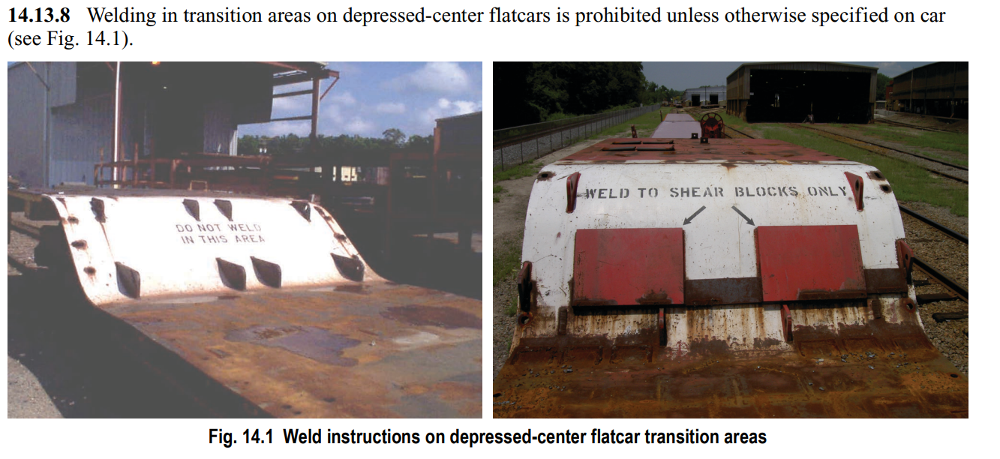 14.13.8 Welding in transition areas on depressed-center flatcars is prohibited unless otherwise specified on car
(see Fig. 14.1).
DO NOT WELD
IN THIS AREA
WELD TO SHEAR BLOCKS ONLY
Fig. 14.1 Weld instructions on depressed-center flatcar transition areas